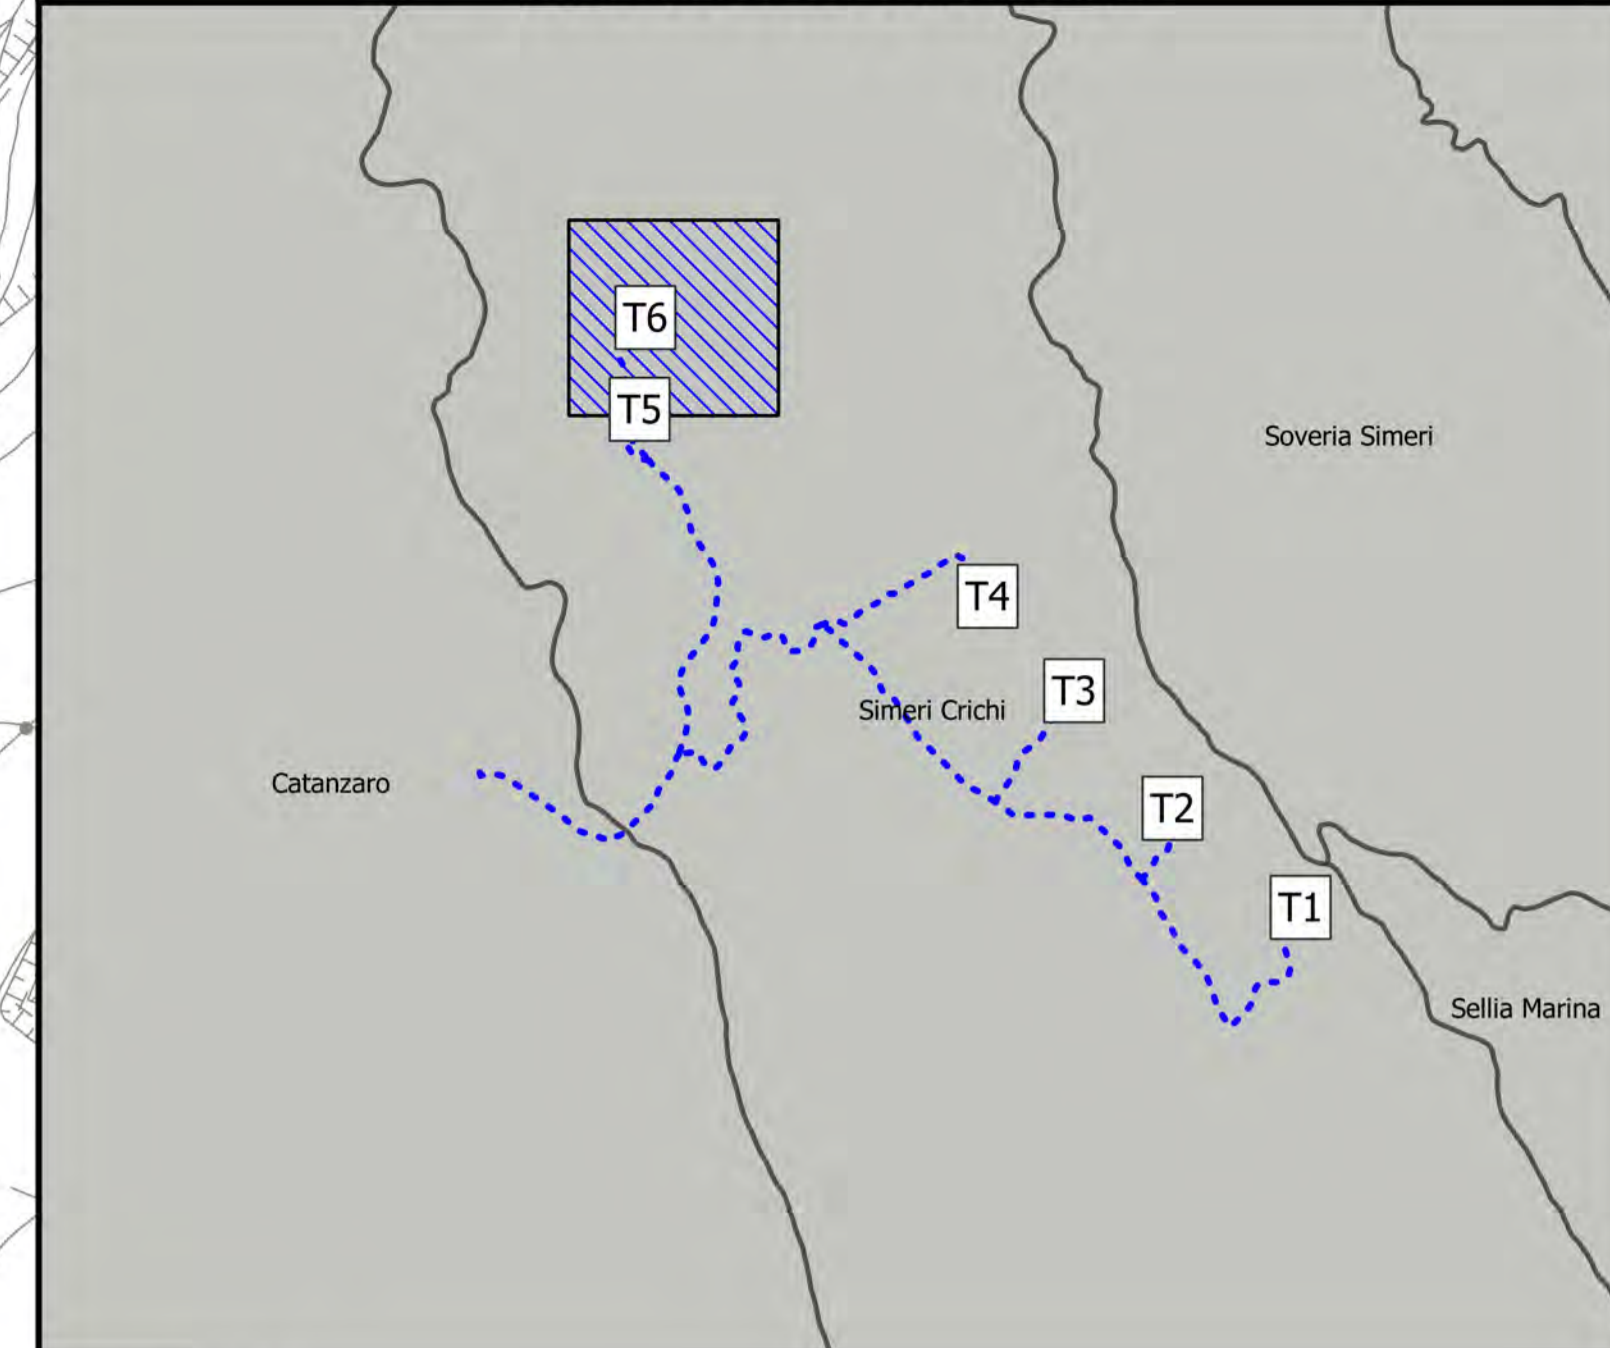 T6
T5
Soveria Simeri
T4
T3
Simeri Crichi
Catanzaro
T2
T1
Sellia Marina